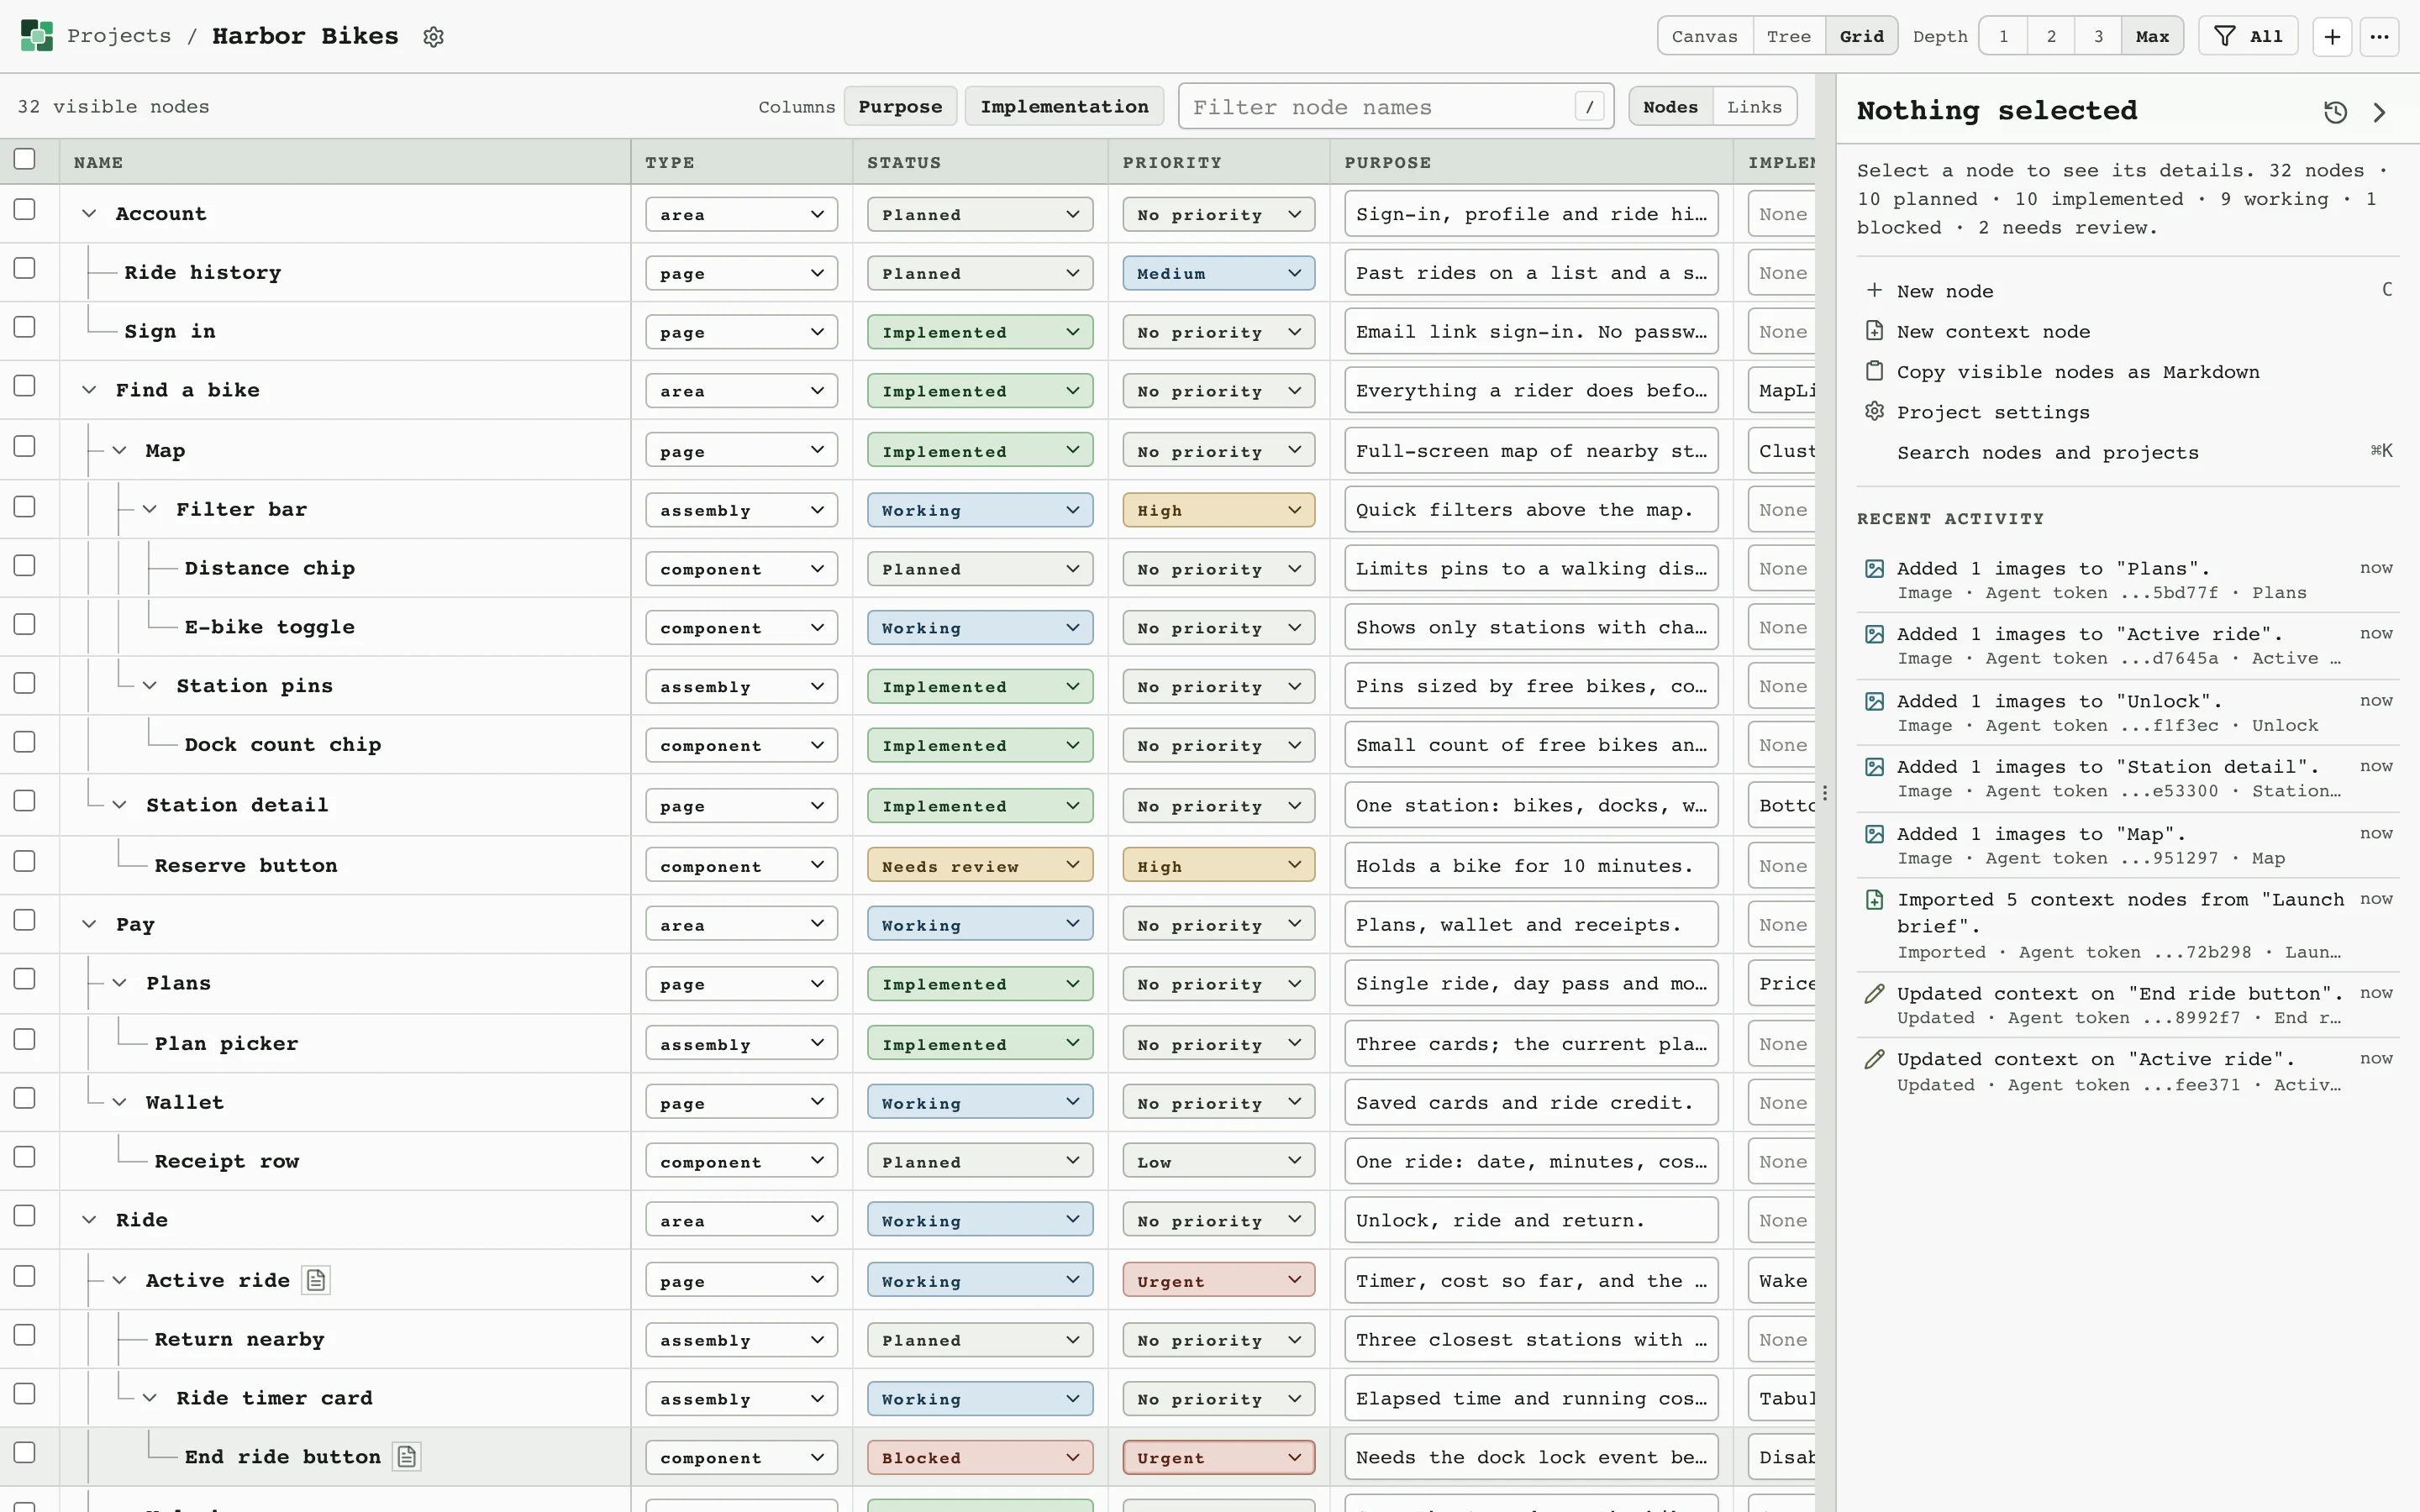 Projects / Harbor Bikes
Canvas Tree Grid Depth 1 2 3 Max All
32 visible nodes Columns Purpose Implementation Filter node names / Nodes Links
NAME TYPE STATUS PRIORITY PURPOSE IMPLEM
Account area Planned No priority Sign-in, profile and ride hi… None
Ride history page Planned Medium Past rides on a list and a s… None
Sign in page Implemented No priority Email link sign-in. No passw… None
Find a bike area Implemented No priority Everything a rider does befo… MapLi
Map page Implemented No priority Full-screen map of nearby st… Clust
Filter bar assembly Working High Quick filters above the map. None
Distance chip component Planned No priority Limits pins to a walking dis… None
E-bike toggle component Working No priority Shows only stations with cha… None
Station pins assembly Implemented No priority Pins sized by free bikes, co… None
Dock count chip component Implemented No priority Small count of free bikes an… None
Station detail page Implemented No priority One station: bikes, docks, w… Botto
Reserve button component Needs review High Holds a bike for 10 minutes. None
Pay area Working No priority Plans, wallet and receipts. None
Plans page Implemented No priority Single ride, day pass and mo… Price
Plan picker assembly Implemented No priority Three cards; the current pla… None
Wallet page Working No priority Saved cards and ride credit. None
Receipt row component Planned Low One ride: date, minutes, cos… None
Ride area Working No priority Unlock, ride and return. None
Active ride page Working Urgent Timer, cost so far, and the … Wake
Return nearby assembly Planned No priority Three closest stations with … None
Ride timer card assembly Working No priority Elapsed time and running cos… Tabul
End ride button component Blocked Urgent Needs the dock lock event be… Disab
Nothing selected
Select a node to see its details. 32 nodes ·
10 planned · 10 implemented · 9 working · 1
blocked · 2 needs review.
New node C
New context node
Copy visible nodes as Markdown
Project settings
Search nodes and projects ⌘K
RECENT ACTIVITY
Added 1 images to "Plans". now
Image · Agent token ...5bd77f · Plans
Added 1 images to "Active ride". now
Image · Agent token ...d7645a · Active …
Added 1 images to "Unlock". now
Image · Agent token ...f1f3ec · Unlock
Added 1 images to "Station detail". now
Image · Agent token ...e53300 · Station…
Added 1 images to "Map". now
Image · Agent token ...951297 · Map
Imported 5 context nodes from "Launch now
brief".
Imported · Agent token ...72b298 · Laun…
Updated context on "End ride button". now
Updated · Agent token ...8992f7 · End r…
Updated context on "Active ride". now
Updated · Agent token ...fee371 · Activ…